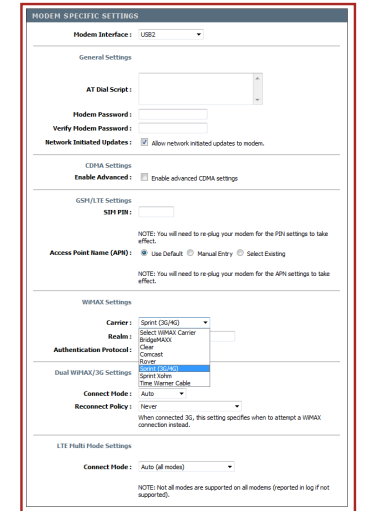 MODEM SPECIFIC SETTINGS
Modem Interface : USB2
General Settings
AT Dial Script :
Modem Password :
Verify Modem Password :
Network Initiated Updates : Allow network initiated updates to modem.
CDMA Settings
Enable Advanced : Enable advanced CDMA settings
GSM/LTE Settings
SIM PIN :
NOTE: You will need to re-plug your modem for the PIN settings to take
effect.
Access Point Name (APN) : Use Default Manual Entry Select Existing
NOTE: You will need to re-plug your modem for the APN settings to take
effect.
WiMAX Settings
Carrier : Sprint (3G/4G)
Select WiMAX Carrier
Realm : BridgeMAXX
Clear
Authentication Protocol : Comcast
Rover
Dual WiMAX/3G Settings Sprint (3G/4G)
Sprint Xohm
Time Warner Cable
Connect Mode : Auto
Reconnect Policy : Never
When connected 3G, this setting specifies when to attempt a WiMAX
connection instead.
LTE Multi Mode Settings
Connect Mode : Auto (all modes)
NOTE: Not all modes are supported on all modems (reported in log if not
supported).